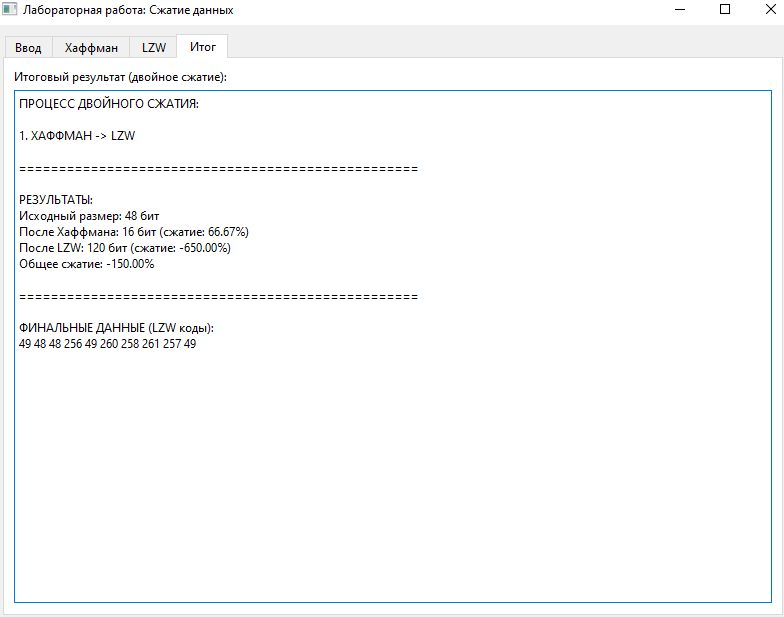 Лабораторная работа: Сжатие данных
Ввод Хаффман LZW Итог
Итоговый результат (двойное сжатие):
ПРОЦЕСС ДВОЙНОГО СЖАТИЯ:
1. ХАФФМАН -> LZW
==================================================
РЕЗУЛЬТАТЫ:
Исходный размер: 48 бит
После Хаффмана: 16 бит (сжатие: 66.67%)
После LZW: 120 бит (сжатие: -650.00%)
Общее сжатие: -150.00%
==================================================
ФИНАЛЬНЫЕ ДАННЫЕ (LZW коды):
49 48 48 256 49 260 258 261 257 49